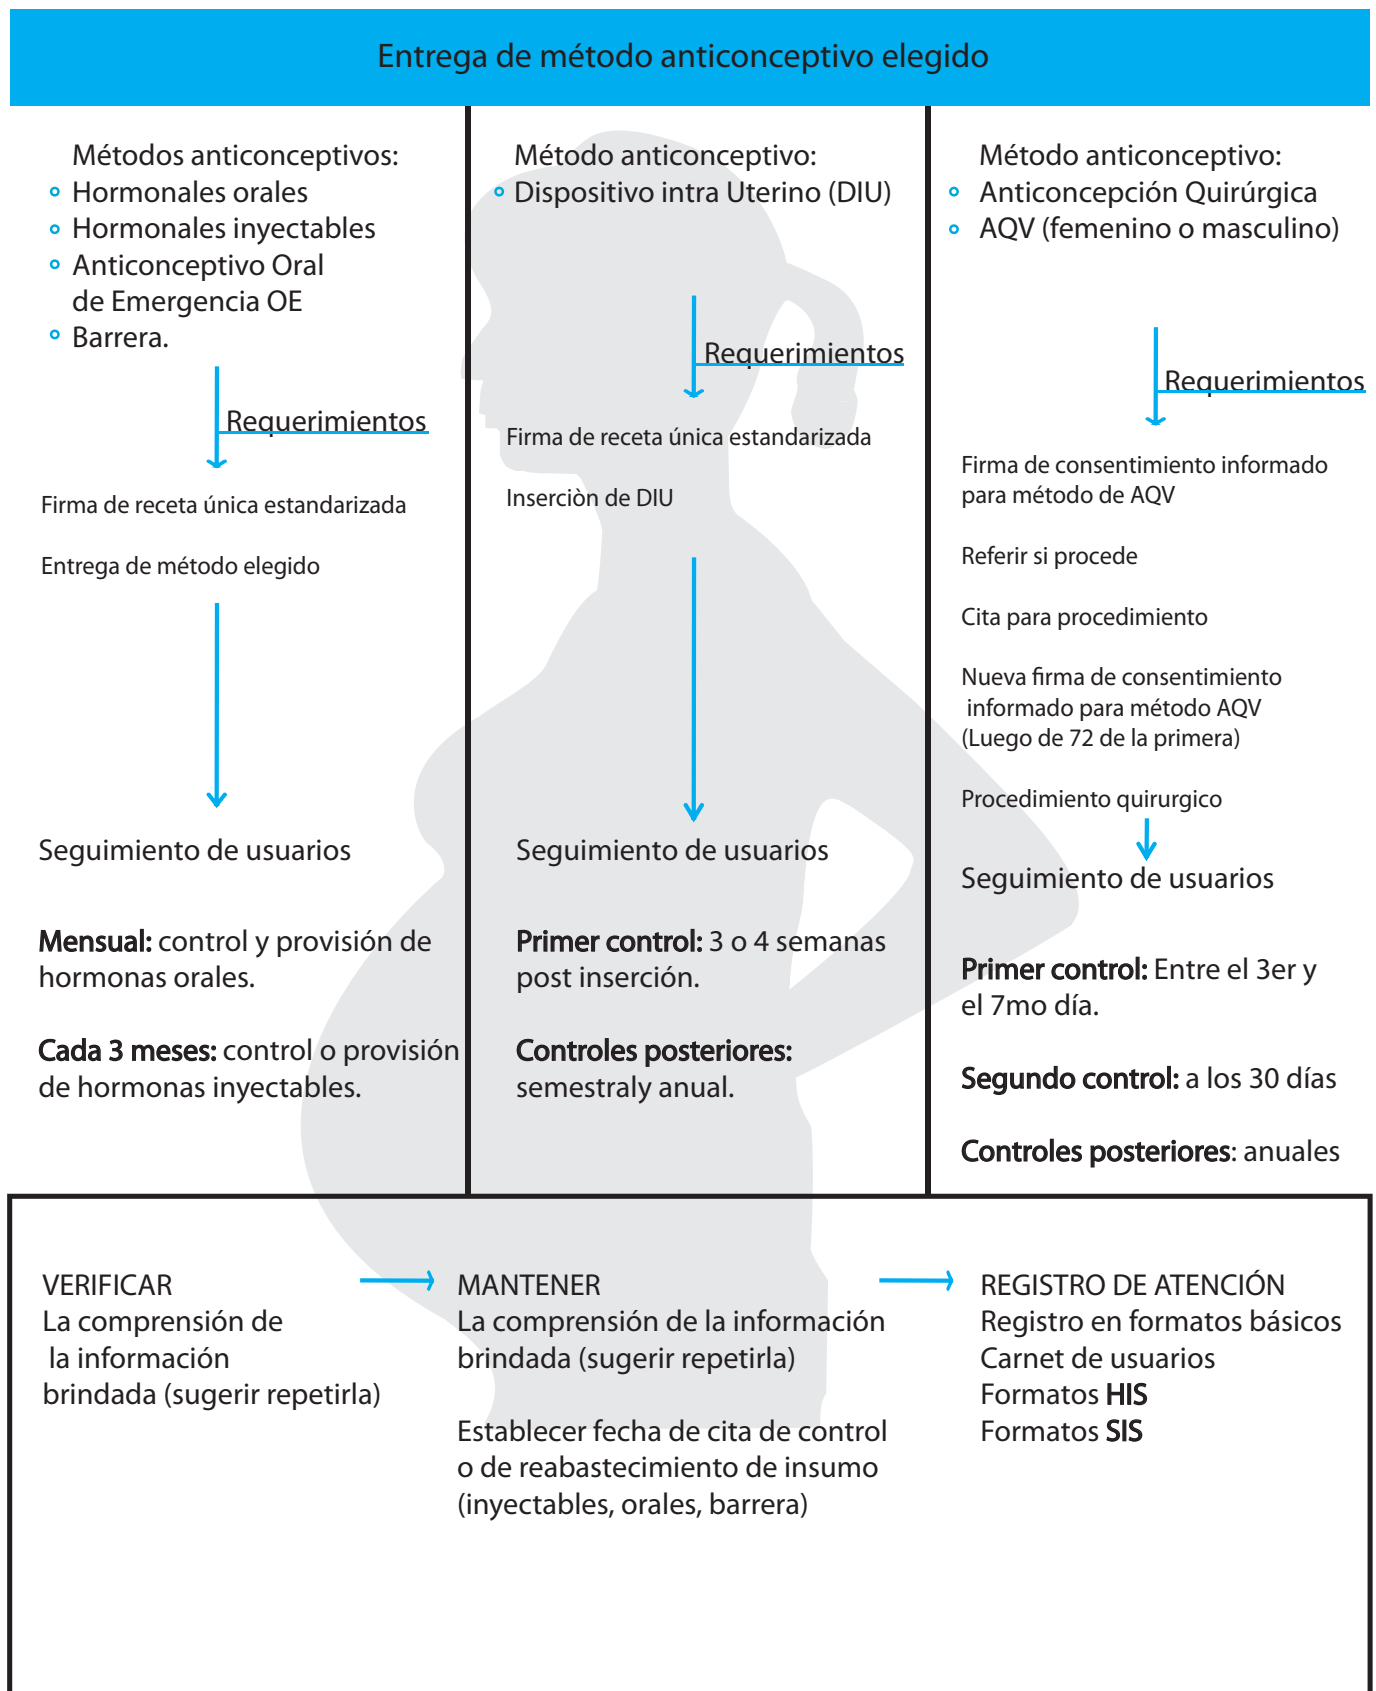 Entrega de método anticonceptivo elegido
Métodos anticonceptivos:
Hormonales orales
Hormonales inyectables
Anticonceptivo Oral
de Emergencia OE
Barrera.
Requerimientos
Firma de receta única estandarizada
Entrega de método elegido
Seguimiento de usuarios
Mensual: control y provisión de
hormonas orales.
Cada 3 meses: control o provisión
de hormonas inyectables.
Método anticonceptivo:
Dispositivo intra Uterino (DIU)
Requerimientos
Firma de receta única estandarizada
Inserciòn de DIU
Seguimiento de usuarios
Primer control: 3 o 4 semanas
post inserción.
Controles posteriores:
semestraly anual.
Método anticonceptivo:
Anticoncepción Quirúrgica
AQV (femenino o masculino)
Requerimientos
Firma de consentimiento informado
para método de AQV
Referir si procede
Cita para procedimiento
Nueva firma de consentimiento
informado para método AQV
(Luego de 72 de la primera)
Procedimiento quirurgico
Seguimiento de usuarios
Primer control: Entre el 3er y
el 7mo día.
Segundo control: a los 30 días
Controles posteriores: anuales
VERIFICAR
La comprensión de
la información
brindada (sugerir repetirla)
MANTENER
La comprensión de la información
brindada (sugerir repetirla)
Establecer fecha de cita de control
o de reabastecimiento de insumo
(inyectables, orales, barrera)
REGISTRO DE ATENCIÓN
Registro en formatos básicos
Carnet de usuarios
Formatos HIS
Formatos SIS